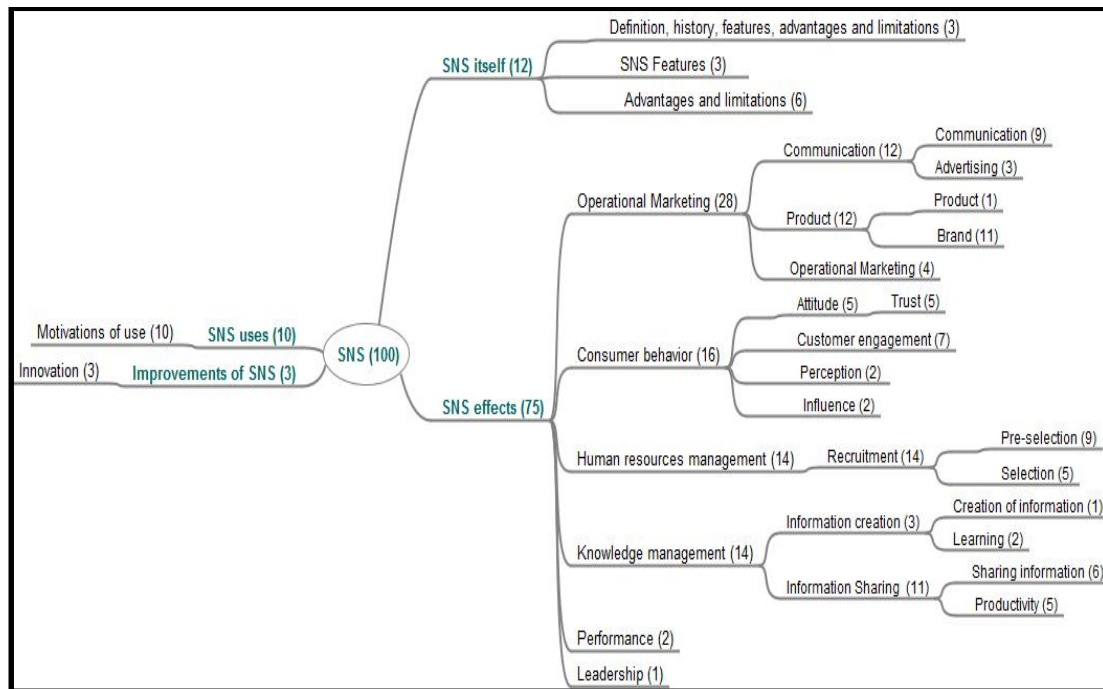 Definition, history, features, advantages and limitations (3)
SNS itself (12)
SNS Features (3)
Advantages and limitations (6)
Communication (9)
Communication (12)
Advertising (3)
Operational Marketing (28)
Product (1)
Product (12)
Brand (11)
Operational Marketing (4)
Attitude (5)
Trust (5)
Motivations of use (10)
SNS uses (10)
Customer engagement (7)
SNS (100)
Consumer behavior (16)
Innovation (3)
Improvements of SNS (3)
Perception (2)
SNS effects (75)
Influence (2)
Pre-selection (9)
Human resources management (14)
Recruitment (14)
Selection (5)
Creation of information (1)
Information creation (3)
Learning (2)
Knowledge management (14)
Sharing information (6)
Information Sharing (11)
Productivity (5)
Performance (2)
Leadership (1)